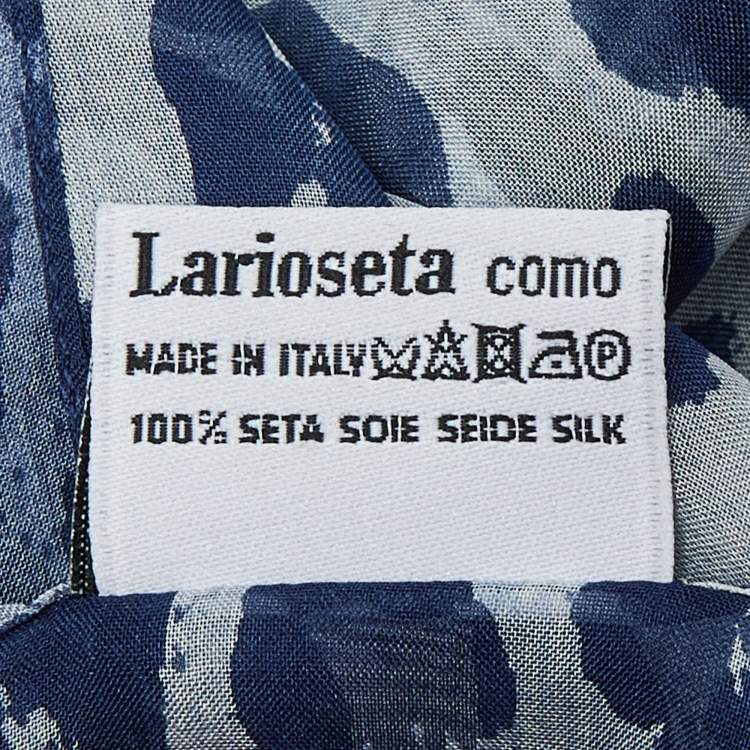 Larioseta como
MADE IN ITALY P
100% SETA SOIE SEIDE SILK